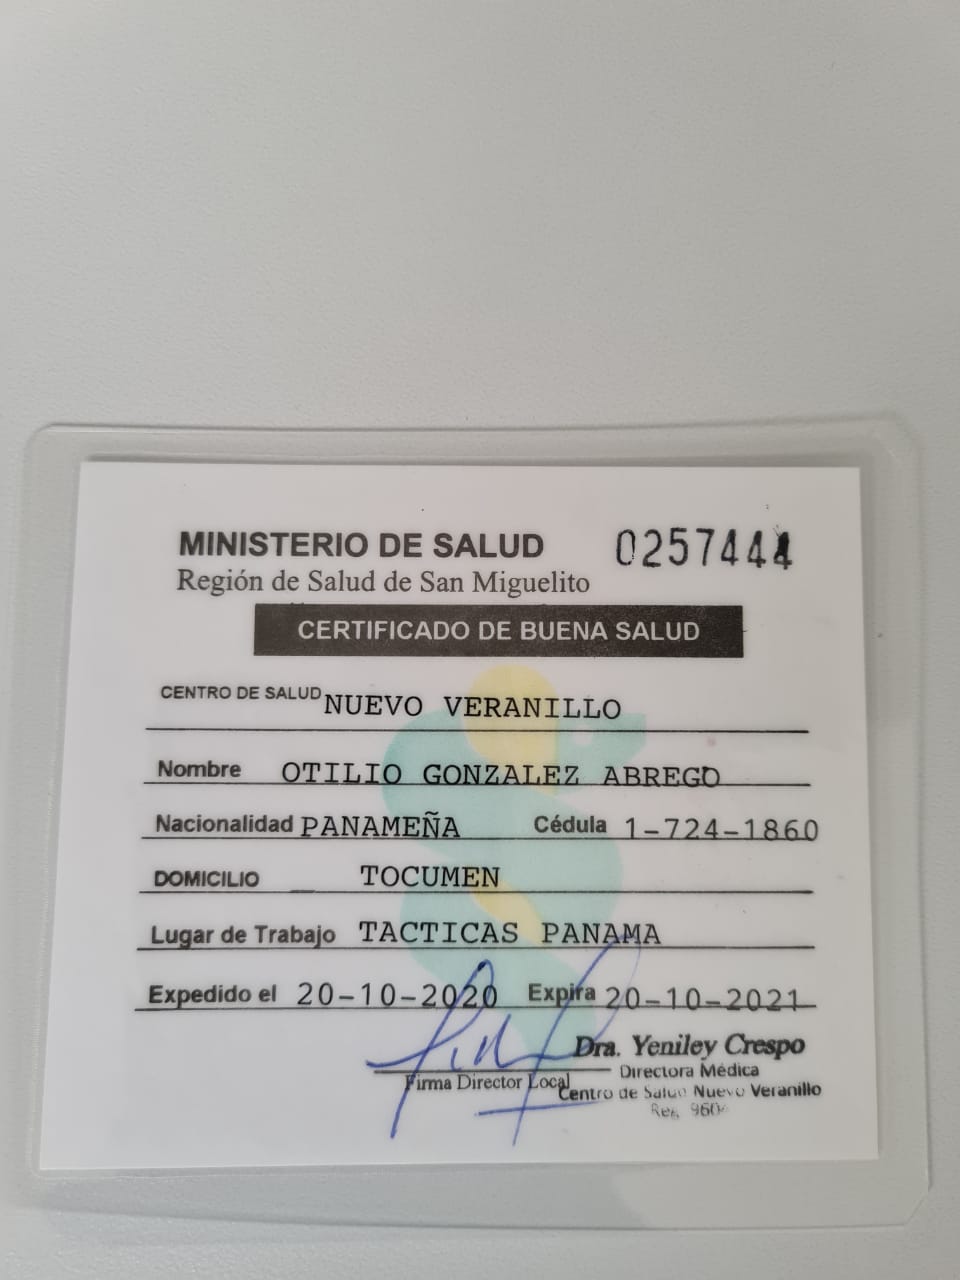 MINISTERIO DE SALUD 0257444
Región de Salud de San Miguelito
CERTIFICADO DE BUENA SALUD
CENTRO DE SALUD NUEVO VERANILLO
Nombre OTILIO GONZALEZ ABREGO
Nacionalidad PANAMEÑA Cédula 1-724-1860
DOMICILIO TOCUMEN
Lugar de Trabajo TACTICAS PANAMA
Expedido el 20-10-2020 Expira 20-10-2021
Dra. Yeniley Crespo
Directora Médica
Firma Director Local
Centro de Salud Nuevo Veranillo
Reg.